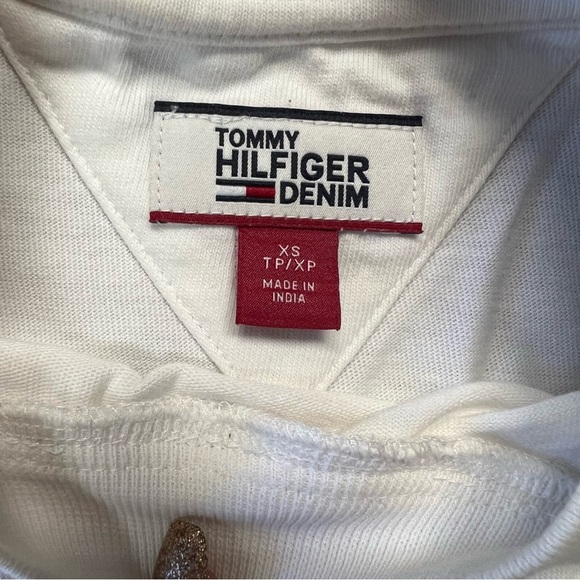 TOMMY
HILFIGER
DENIM
XS
TP/XP
MADE IN
INDIA